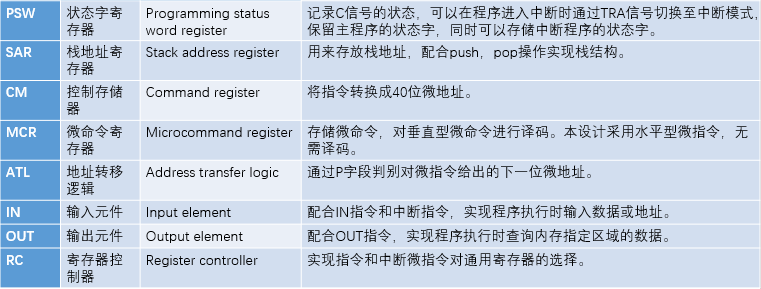 PSW 状态字寄 Programming status 记录C信号的状态，可以在程序进入中断时通过TRA信号切换至中断模式，
存器 word register 保留主程序的状态字，同时可以存储中断程序的状态字。
SAR 栈地址寄 Stack address register 用来存放栈地址，配合push，pop操作实现栈结构。
存器
CM 控制存储 Command register 将指令转换成40位微地址。
器
MCR 微命令寄 Microcommand register 存储微命令，对垂直型微命令进行译码。本设计采用水平型微指令，无
存器 需译码。
ATL 地址转移 Address transfer logic 通过P字段判别对微指令给出的下一位微地址。
逻辑
IN 输入元件 Input element 配合IN指令和中断指令，实现程序执行时输入数据或地址。
OUT 输出元件 Output element 配合OUT指令，实现程序执行时查询内存指定区域的数据。
RC 寄存器控 Register controller 实现指令和中断微指令对通用寄存器的选择。
制器